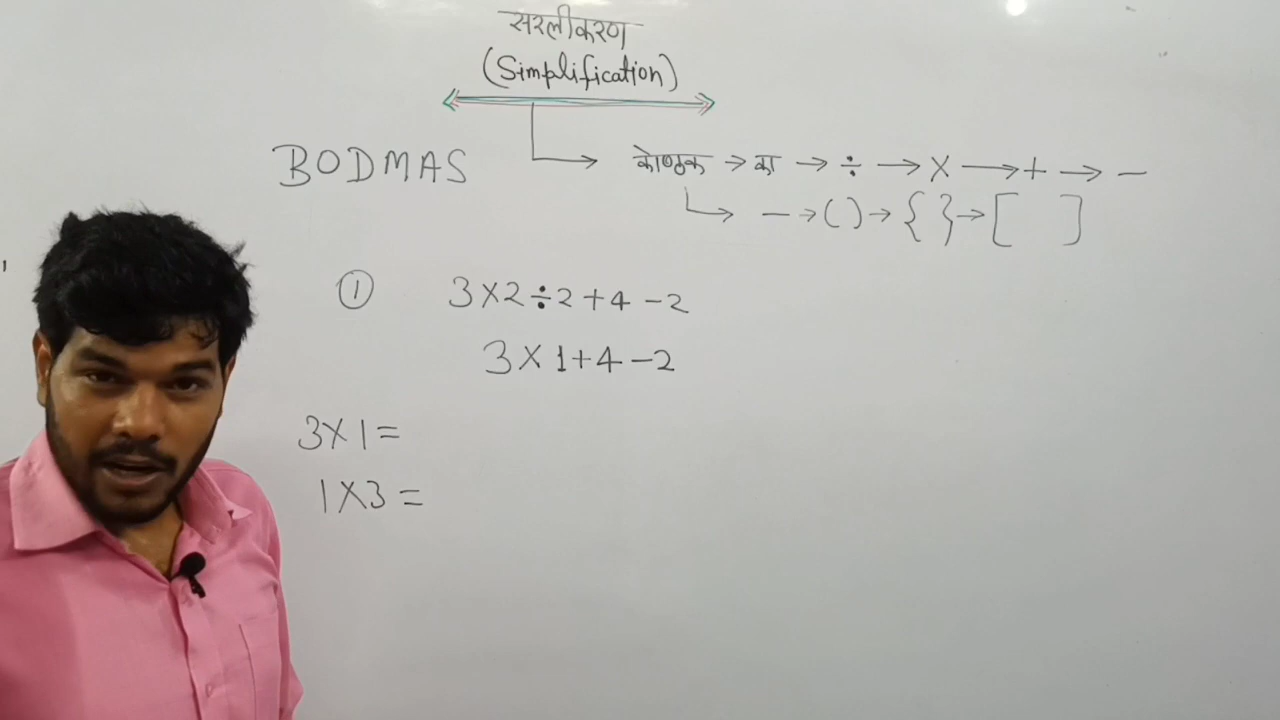 सरलीकरण
(Simplification)
BODMAS कोष्ठक → का → ÷ → × → + → −
— → ( ) → { } → [ ]
① 3×2÷2+4−2
3×1+4−2
3×1=
1×3=